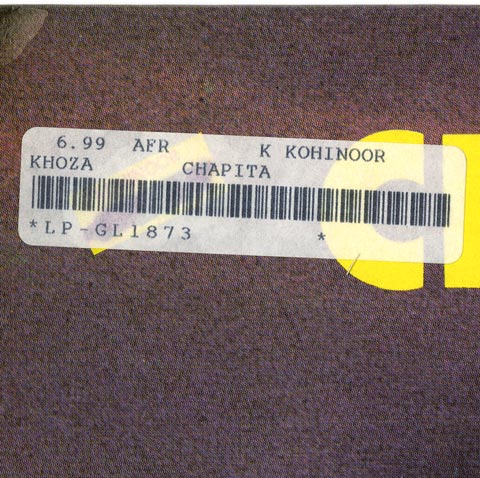 6.99 AFR K KOHINOOR
KHOZA CHAPITA
*LP-GL1873 *